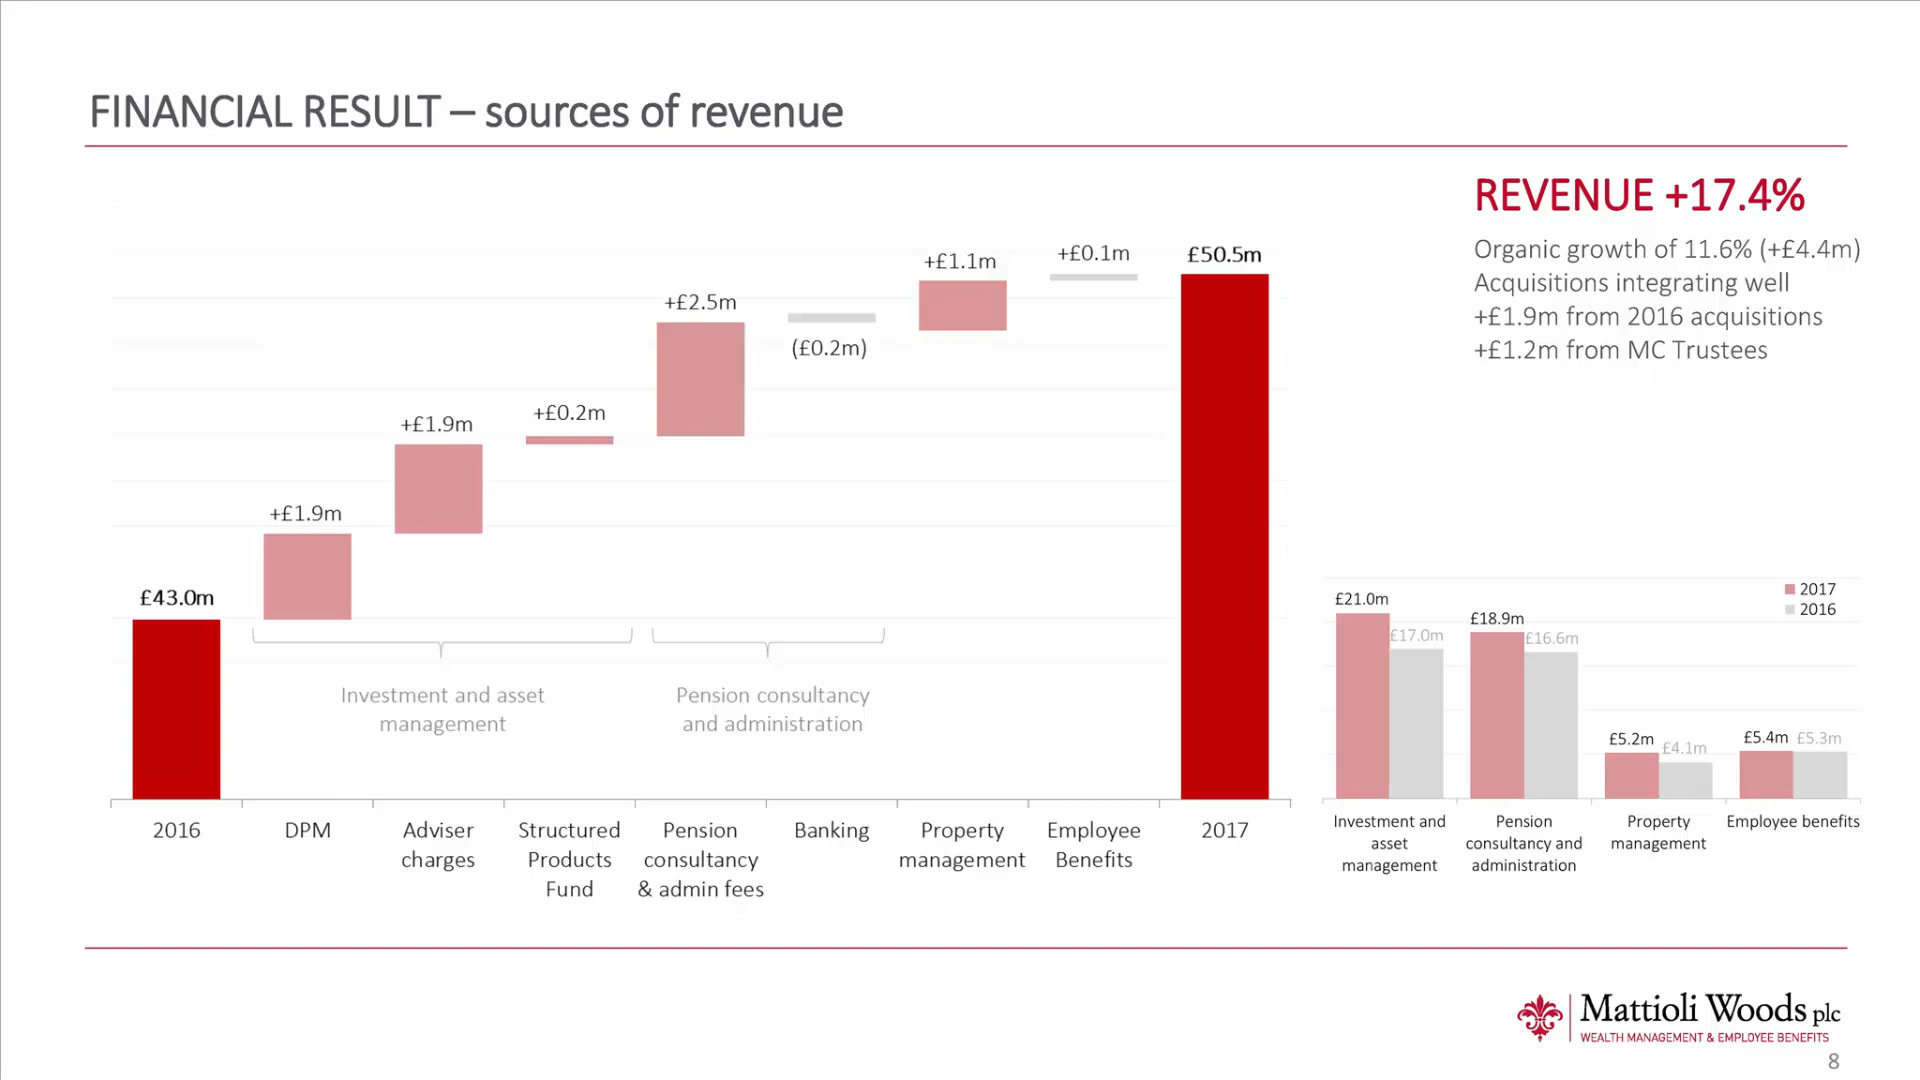 FINANCIAL RESULT – sources of revenue
REVENUE +17.4%
Organic growth of 11.6% (+£4.4m)
Acquisitions integrating well
+£1.9m from 2016 acquisitions
+£1.2m from MC Trustees
£43.0m
+£1.9m
+£1.9m
+£0.2m
+£2.5m
(£0.2m)
+£1.1m
+£0.1m
£50.5m
Investment and asset
management
Pension consultancy
and administration
2016
DPM
Adviser
charges
Structured
Products
Fund
Pension
consultancy
& admin fees
Banking
Property
management
Employee
Benefits
2017
2017
2016
£21.0m
£17.0m
£18.9m
£16.6m
£5.2m
£4.1m
£5.4m
£5.3m
Investment and
asset
management
Pension
consultancy and
administration
Property
management
Employee benefits
Mattioli Woods plc
WEALTH MANAGEMENT & EMPLOYEE BENEFITS
8